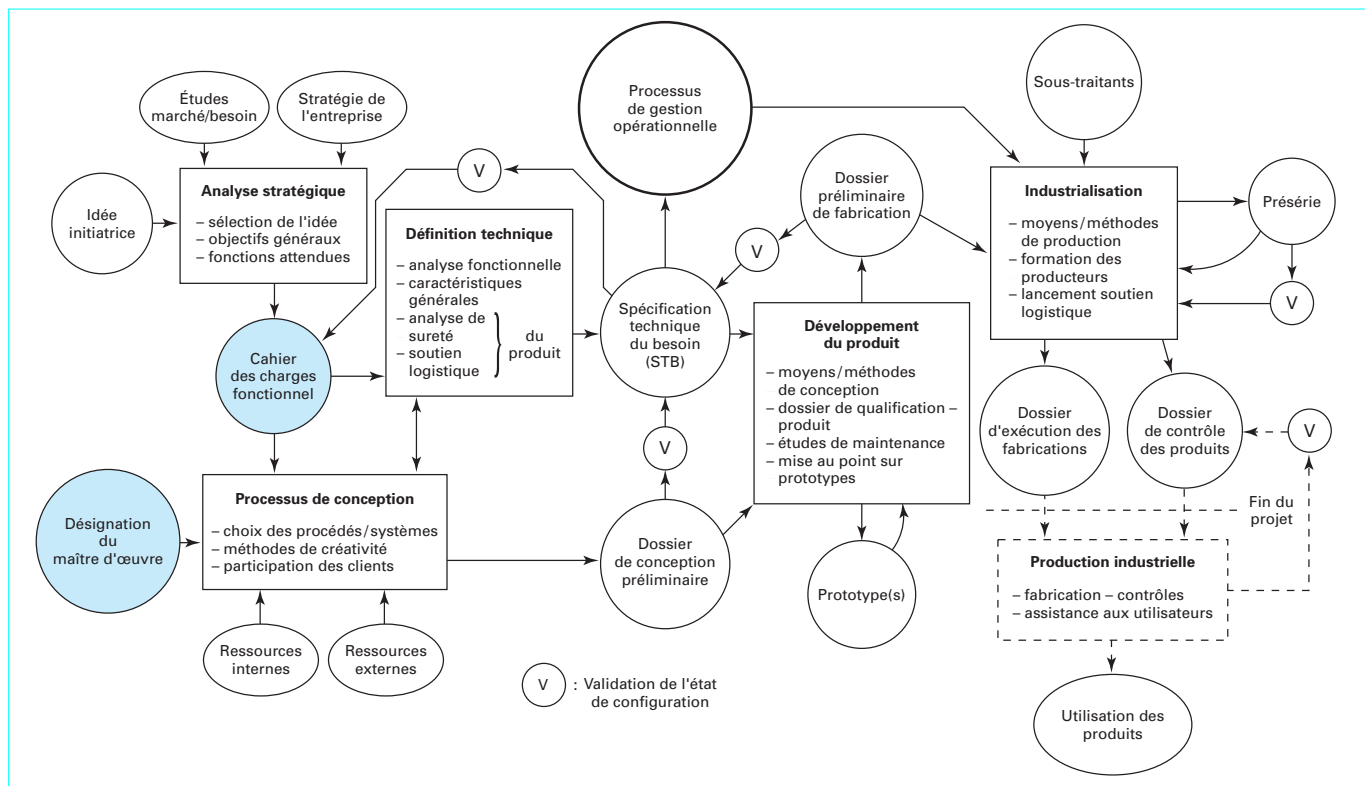 Études
marché/besoin
Stratégie de
l'entreprise
Idée
initiatrice
Analyse stratégique
– sélection de l'idée
– objectifs généraux
– fonctions attendues
V
Cahier
des charges
fonctionnel
Définition technique
– analyse fonctionnelle
– caractéristiques
générales
– analyse de
sureté
– soutien
logistique
du
produit
Désignation
du
maître d'œuvre
Processus de conception
– choix des procédés/systèmes
– méthodes de créativité
– participation des clients
Ressources
internes
Ressources
externes
Processus
de gestion
opérationnelle
Spécification
technique
du besoin
(STB)
V
V
Dossier
de conception
préliminaire
Dossier
préliminaire
de fabrication
Développement
du produit
– moyens/méthodes
de conception
– dossier de qualification –
produit
– études de maintenance
– mise au point sur
prototypes
Prototype(s)
Sous-traitants
Industrialisation
– moyens/méthodes
de production
– formation des
producteurs
– lancement soutien
logistique
Présérie
V
Dossier
d'exécution des
fabrications
Dossier
de contrôle
des produits
V
Fin du
projet
Production industrielle
– fabrication – contrôles
– assistance aux utilisateurs
Utilisation des
produits
V : Validation de l'état
de configuration